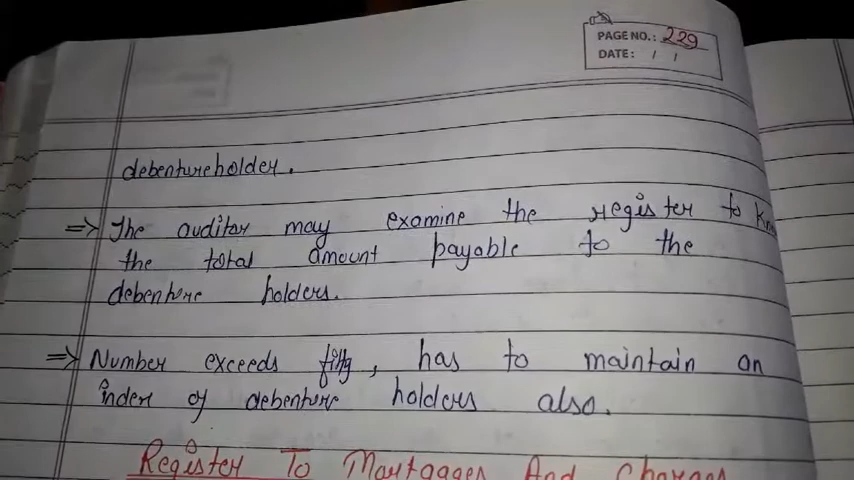 PAGE NO.: 229
DATE: / /
debentureholder.
=> The auditor may examine the register to
the total amount payable to the
debenture holders.
=> Number exceeds fifty, has to maintain an
index of debenture holders also.
Register To Mortgages And Charges